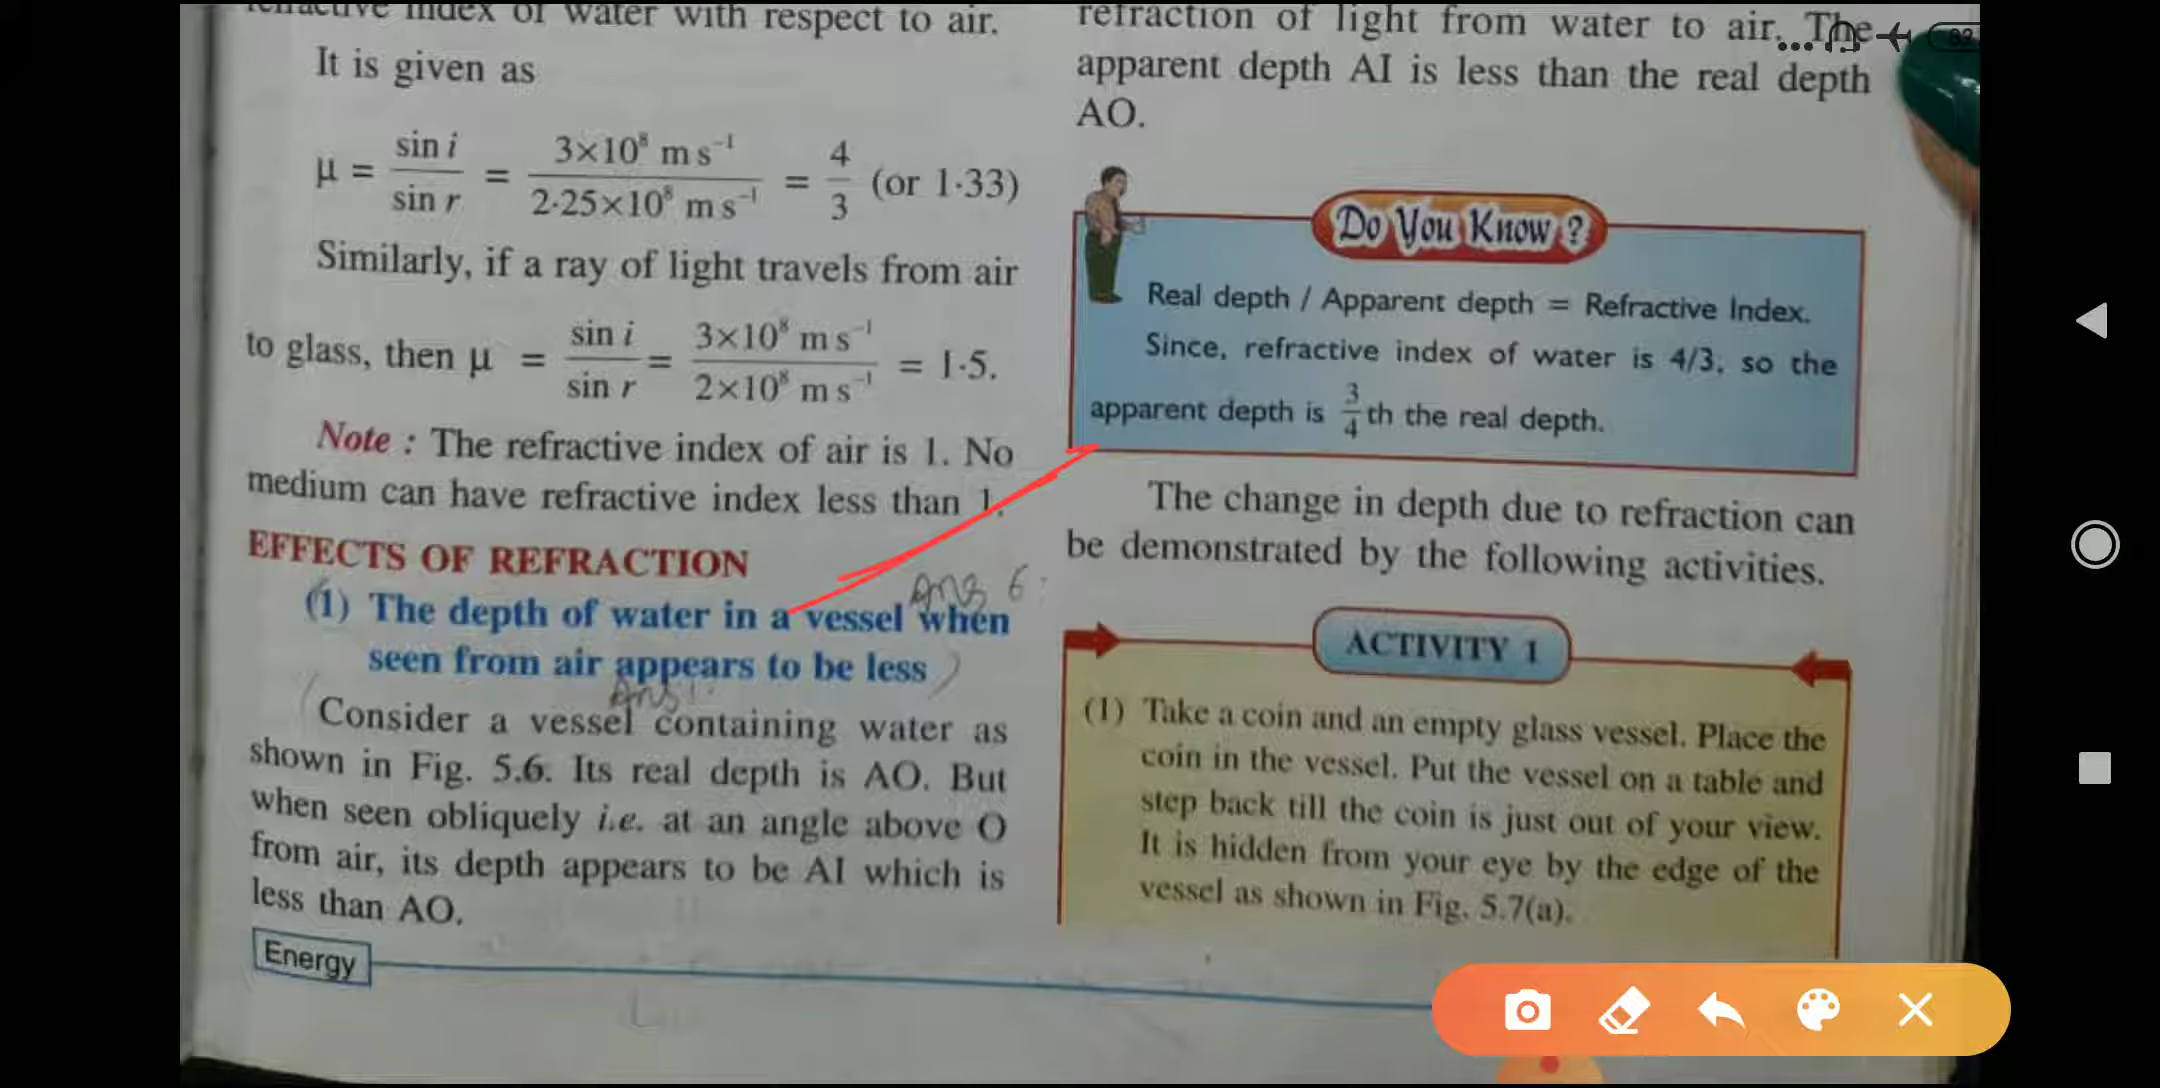 refractive index of water with respect to air.
It is given as
μ = sin i / sin r = 3×10⁸ m s⁻¹ / 2·25×10⁸ m s⁻¹ = 4/3 (or 1·33)
Similarly, if a ray of light travels from air
to glass, then μ = sin i / sin r = 3×10⁸ m s⁻¹ / 2×10⁸ m s⁻¹ = 1·5.
Note : The refractive index of air is 1. No
medium can have refractive index less than 1.
EFFECTS OF REFRACTION
Ans 6
(1) The depth of water in a vessel when
seen from air appears to be less
Ans 1.
Consider a vessel containing water as
shown in Fig. 5.6. Its real depth is AO. But
when seen obliquely i.e. at an angle above O
from air, its depth appears to be AI which is
less than AO.
Energy
refraction of light from water to air. The
apparent depth AI is less than the real depth
AO.
Do You Know ?
Real depth / Apparent depth = Refractive Index.
Since, refractive index of water is 4/3, so the
apparent depth is 3/4 th the real depth.
The change in depth due to refraction can
be demonstrated by the following activities.
ACTIVITY 1
(1) Take a coin and an empty glass vessel. Place the
coin in the vessel. Put the vessel on a table and
step back till the coin is just out of your view.
It is hidden from your eye by the edge of the
vessel as shown in Fig. 5.7(a).